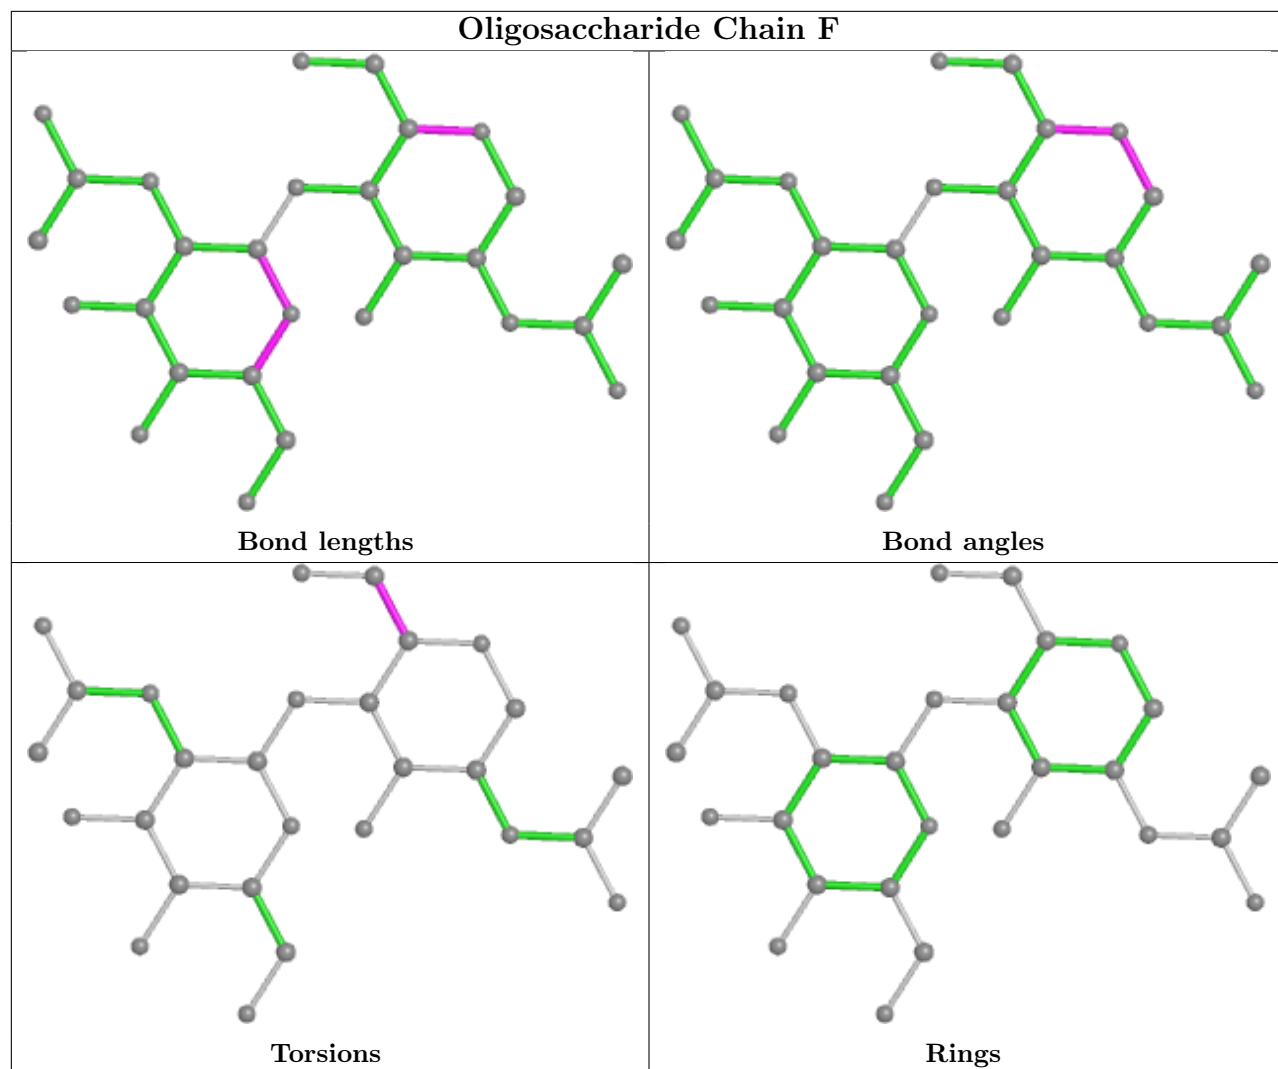 Oligosaccharide Chain F
Bond lengths
Bond angles
Torsions
Rings